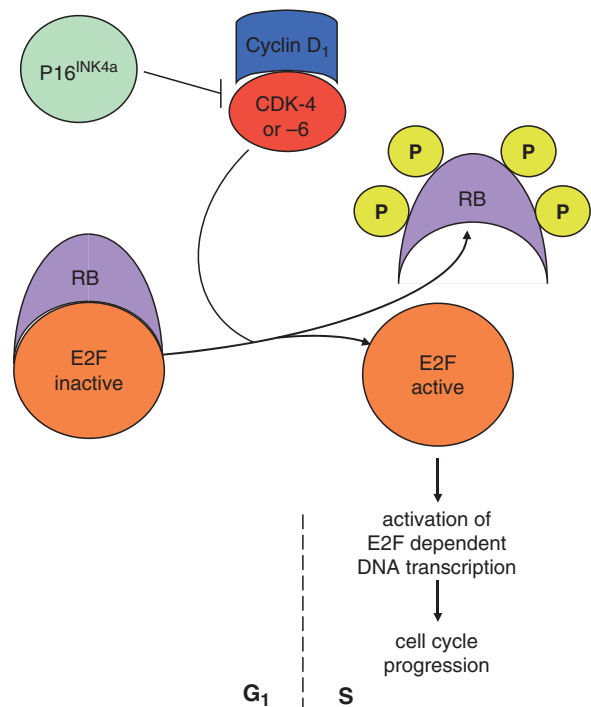 P16INK4a
Cyclin D1
CDK-4
or –6
P
P
P
P
RB
RB
E2F
inactive
E2F
active
activation of
E2F dependent
DNA transcription
cell cycle
progression
G1
S